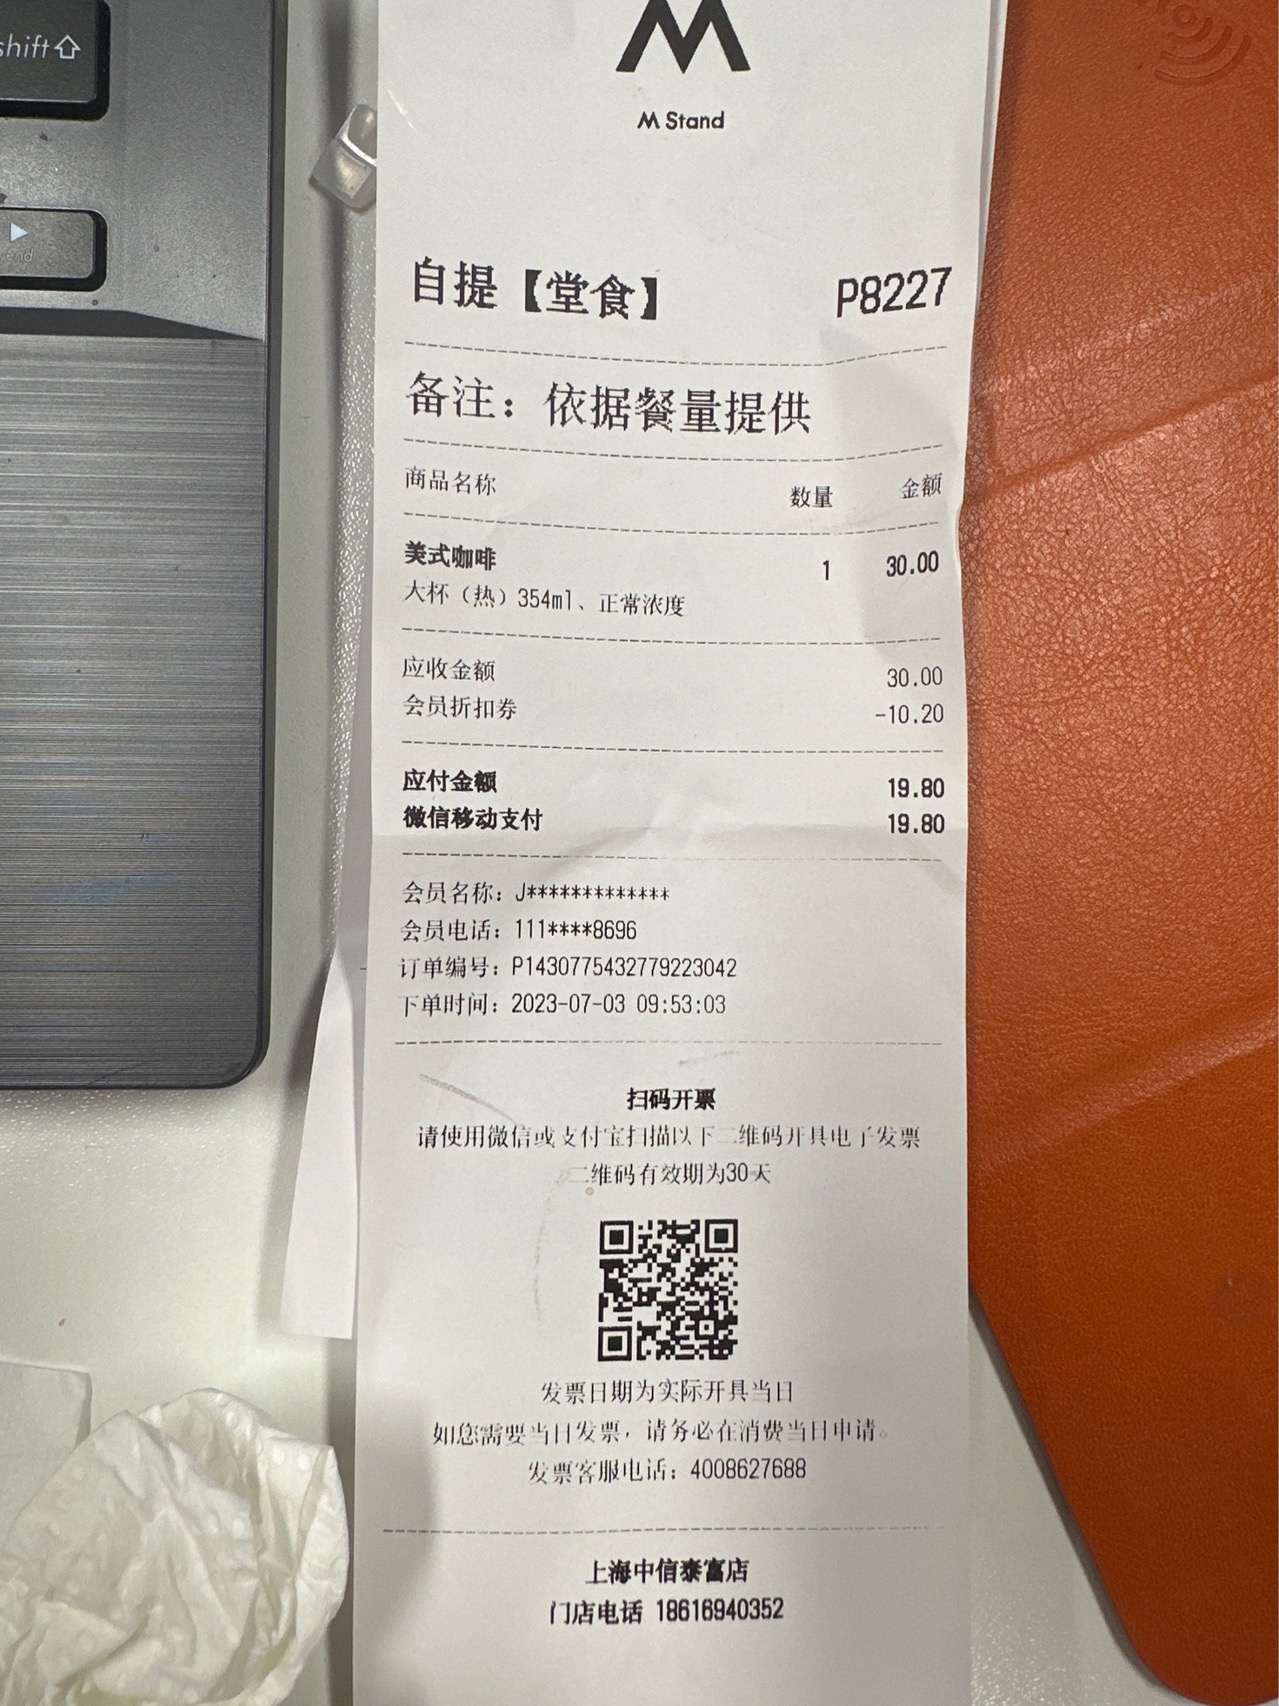 shift
end
M Stand
自提【堂食】 P8227
备注：依据餐量提供
商品名称 数量 金额
美式咖啡 1 30.00
大杯（热）354ml、正常浓度
应收金额 30.00
会员折扣券 -10.20
应付金额 19.80
微信移动支付 19.80
会员名称：J*************
会员电话：111****8696
订单编号：P1430775432779223042
下单时间：2023-07-03 09:53:03
扫码开票
请使用微信或支付宝扫描以下二维码开具电子发票
二维码有效期为30天
发票日期为实际开具当日
如您需要当日发票，请务必在消费当日申请。
发票客服电话：4008627688
上海中信泰富店
门店电话 18616940352